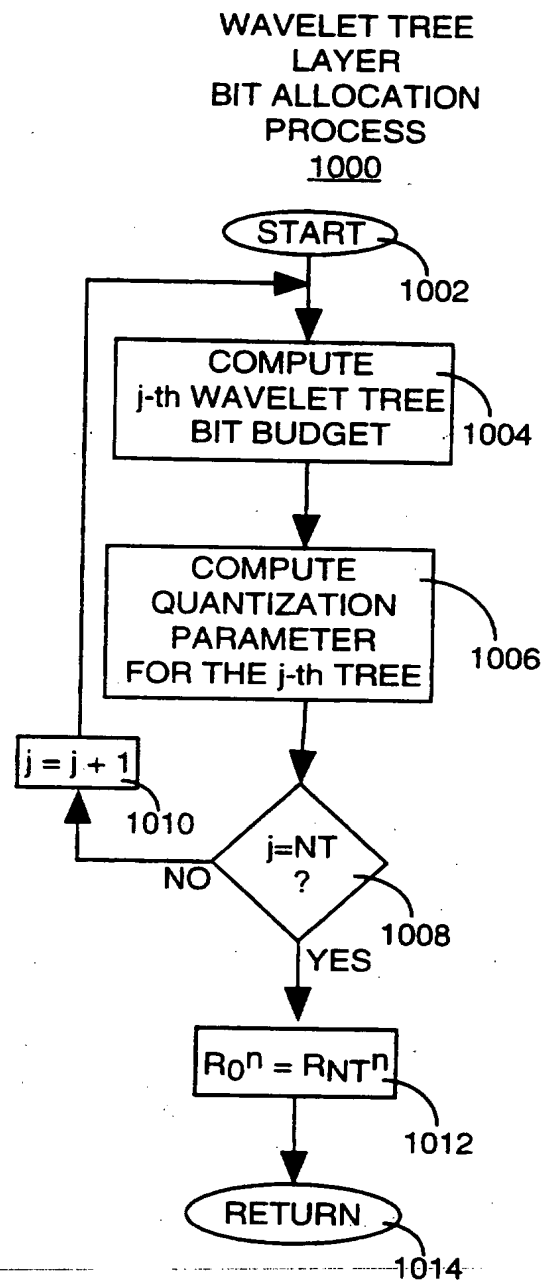 WAVELET TREE
LAYER
BIT ALLOCATION
PROCESS
1000
START
1002
COMPUTE
j-th WAVELET TREE
BIT BUDGET
1004
COMPUTE
QUANTIZATION
PARAMETER
FOR THE j-th TREE
1006
j = j + 1
1010
j=NT
?
NO
1008
YES
R₀ⁿ = R_NTⁿ
1012
RETURN
1014